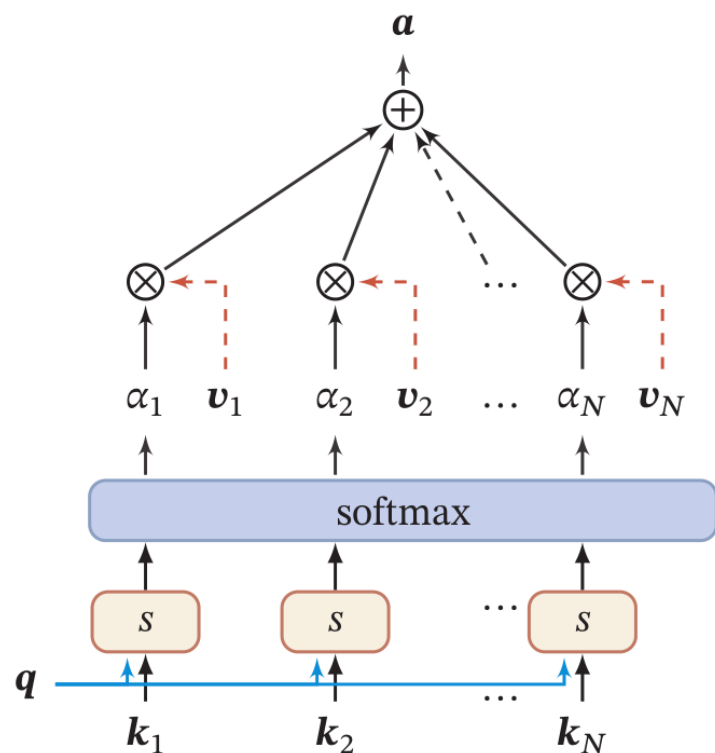 a
...
α1 v1 α2 v2 ... αN vN
softmax
s s ... s
q
...
k1 k2 kN